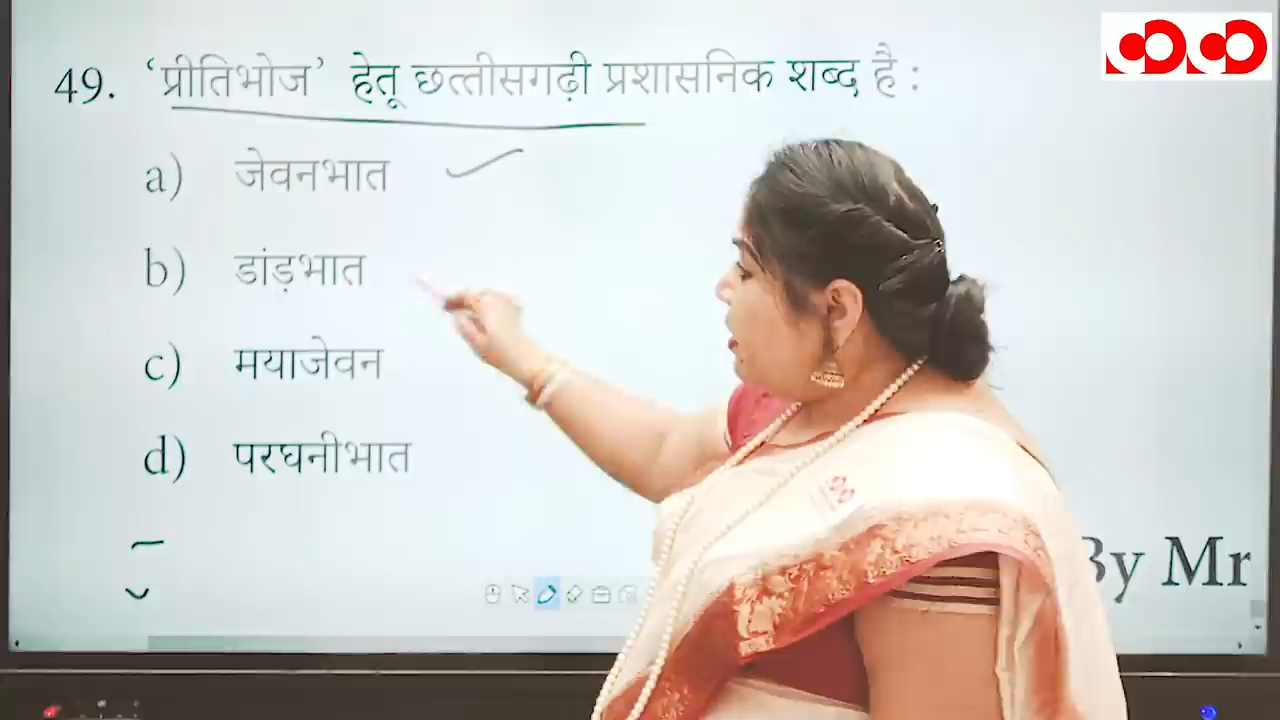 49. ‘प्रीतिभोज’ हेतू छत्तीसगढ़ी प्रशासनिक शब्द है :
a) जेवनभात
b) डांड़भात
c) मयाजेवन
d) परघनीभात
By Mr